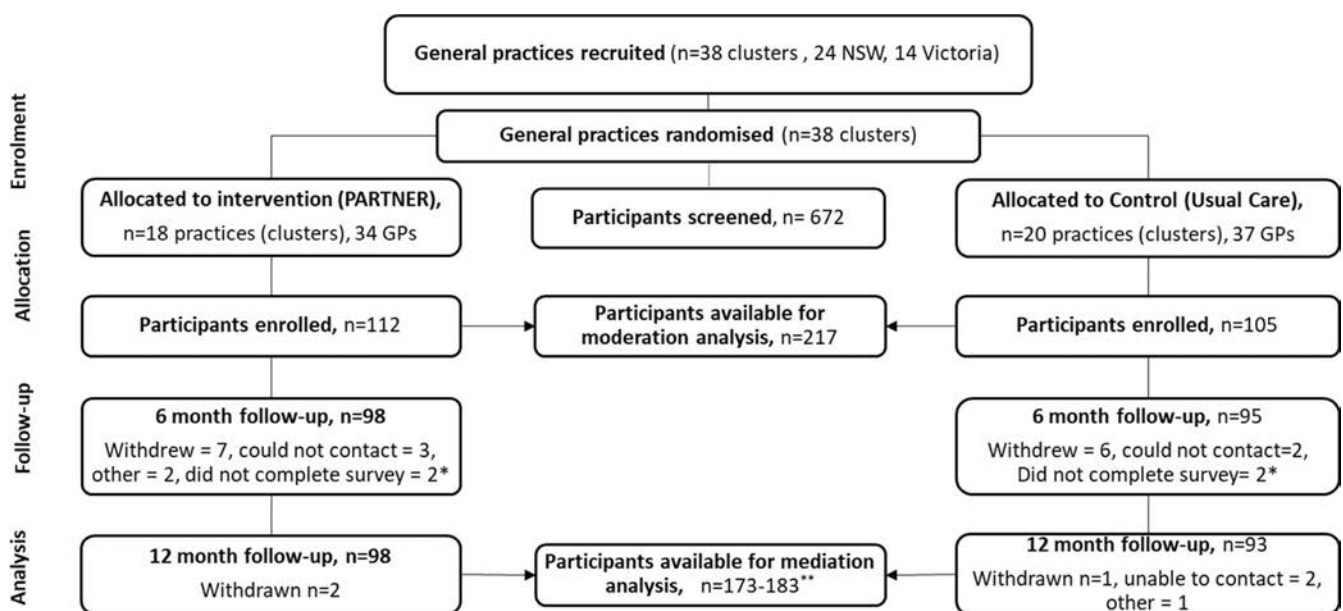 General practices recruited (n=38 clusters , 24 NSW, 14 Victoria)
Enrolment
General practices randomised (n=38 clusters)
Allocated to intervention (PARTNER),
n=18 practices (clusters), 34 GPs
Participants screened, n= 672
Allocated to Control (Usual Care),
n=20 practices (clusters), 37 GPs
Allocation
Participants enrolled, n=112
Participants available for
moderation analysis, n=217
Participants enrolled, n=105
Follow-up
6 month follow-up, n=98
Withdrew = 7, could not contact = 3,
other = 2, did not complete survey = 2*
6 month follow-up, n=95
Withdrew = 6, could not contact=2,
Did not complete survey= 2*
Analysis
12 month follow-up, n=98
Withdrawn n=2
Participants available for mediation
analysis, n=173-183**
12 month follow-up, n=93
Withdrawn n=1, unable to contact = 2,
other = 1